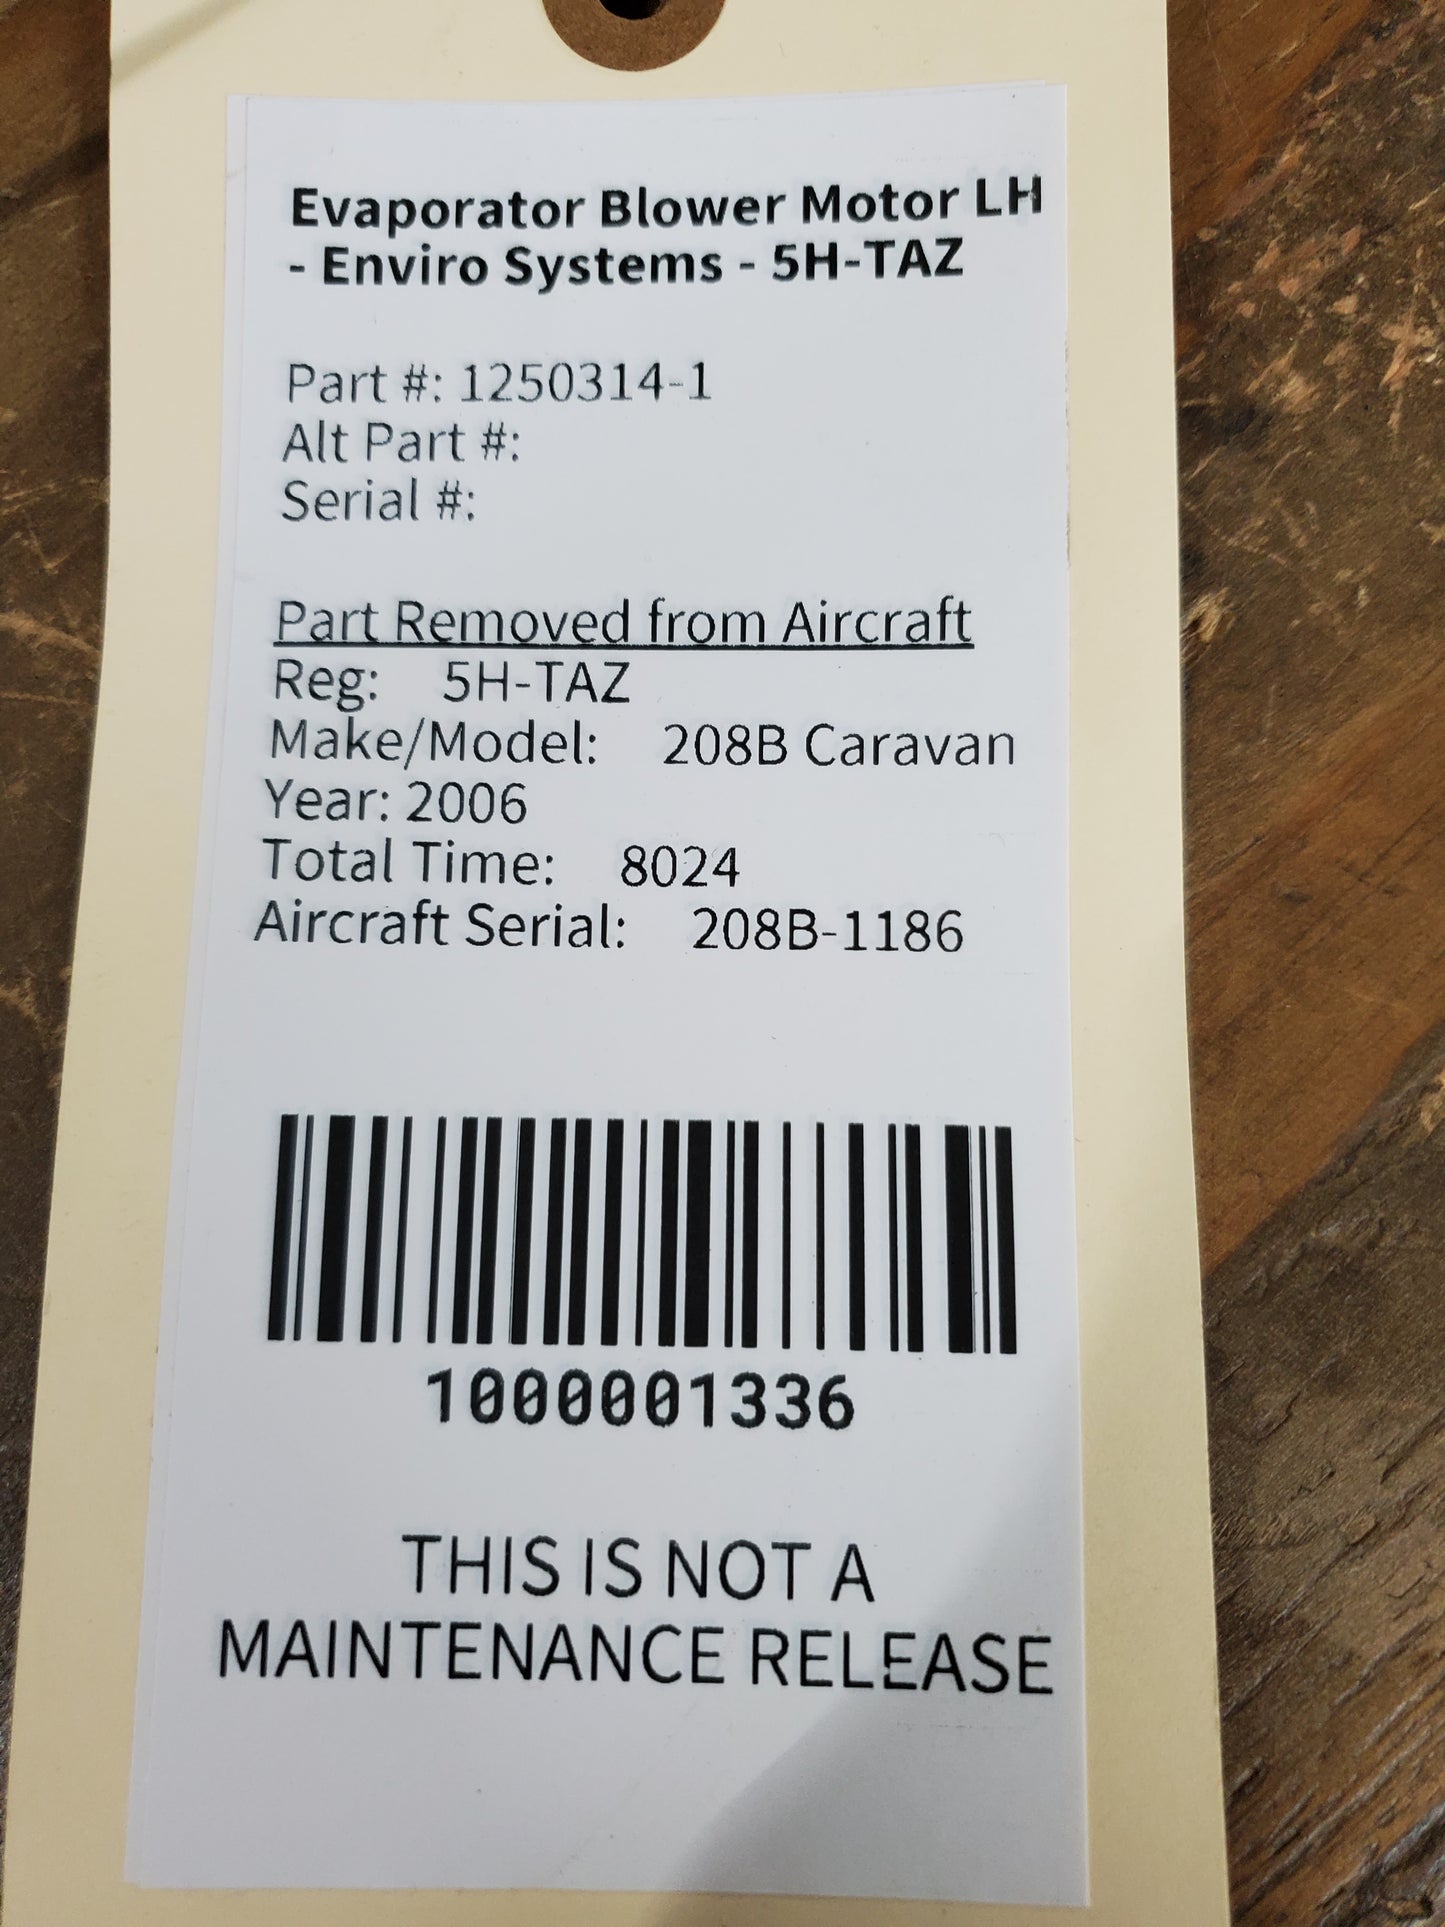 Evaporator Blower Motor LH
- Enviro Systems - 5H-TAZ
Part #: 1250314-1
Alt Part #:
Serial #:
Part Removed from Aircraft
Reg: 5H-TAZ
Make/Model: 208B Caravan
Year: 2006
Total Time: 8024
Aircraft Serial: 208B-1186
1000001336
THIS IS NOT A
MAINTENANCE RELEASE